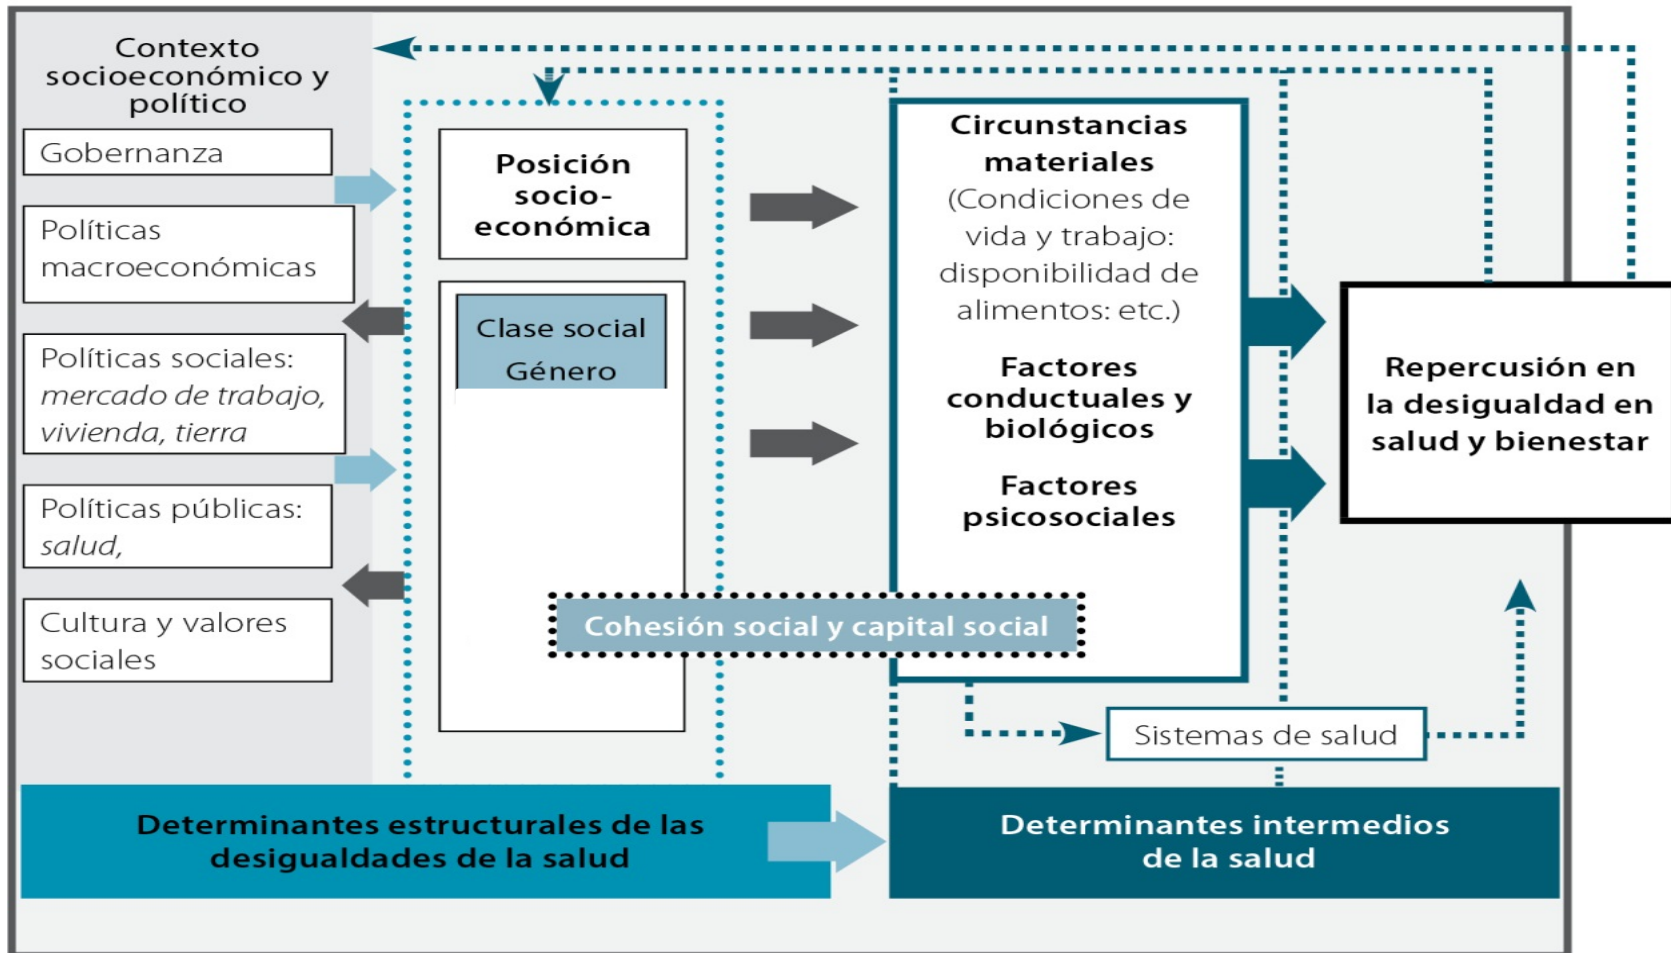 Contexto
socioeconómico y
político
Gobernanza
Políticas
macroeconómicas
Políticas sociales:
mercado de trabajo,
vivienda, tierra
Políticas públicas:
salud,
Cultura y valores
sociales
Posición
socio-
económica
Clase social
Género
Cohesión social y capital social
Circunstancias
materiales
(Condiciones de
vida y trabajo:
disponibilidad de
alimentos: etc.)
Factores
conductuales y
biológicos
Factores
psicosociales
Sistemas de salud
Repercusión en
la desigualdad en
salud y bienestar
Determinantes estructurales de las
desigualdades de la salud
Determinantes intermedios
de la salud